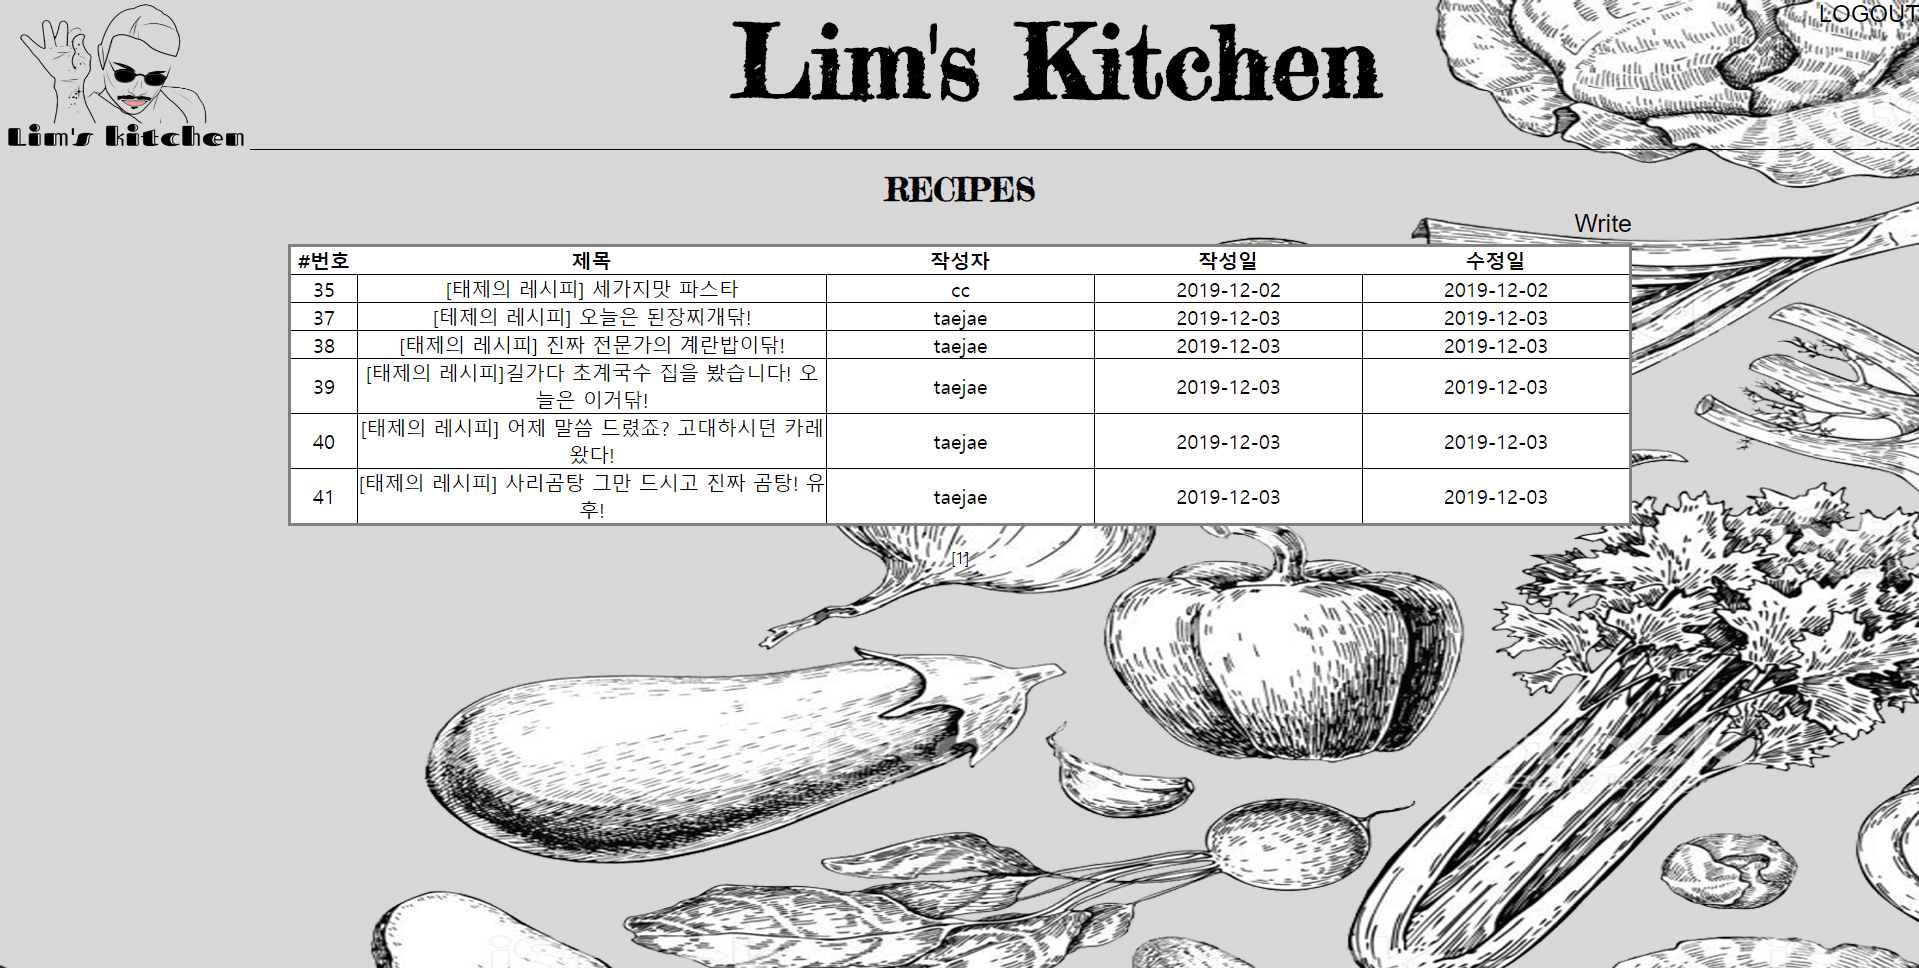 LOGOUT
Lim's Kitchen
Lim's kitchen
RECIPES
Write
#번호 제목 작성자 작성일 수정일
35 [태제의 레시피] 세가지맛 파스타 cc 2019-12-02 2019-12-02
37 [테제의 레시피] 오늘은 된장찌개닦! taejae 2019-12-03 2019-12-03
38 [태제의 레시피] 진짜 전문가의 계란밥이닦! taejae 2019-12-03 2019-12-03
39 [태제의 레시피]길가다 초계국수 집을 봤습니다! 오
늘은 이거닦! taejae 2019-12-03 2019-12-03
40 [태제의 레시피] 어제 말씀 드렸죠? 고대하시던 카레
왔다! taejae 2019-12-03 2019-12-03
41 [태제의 레시피] 사리곰탕 그만 드시고 진짜 곰탕! 유
후! taejae 2019-12-03 2019-12-03
[1]